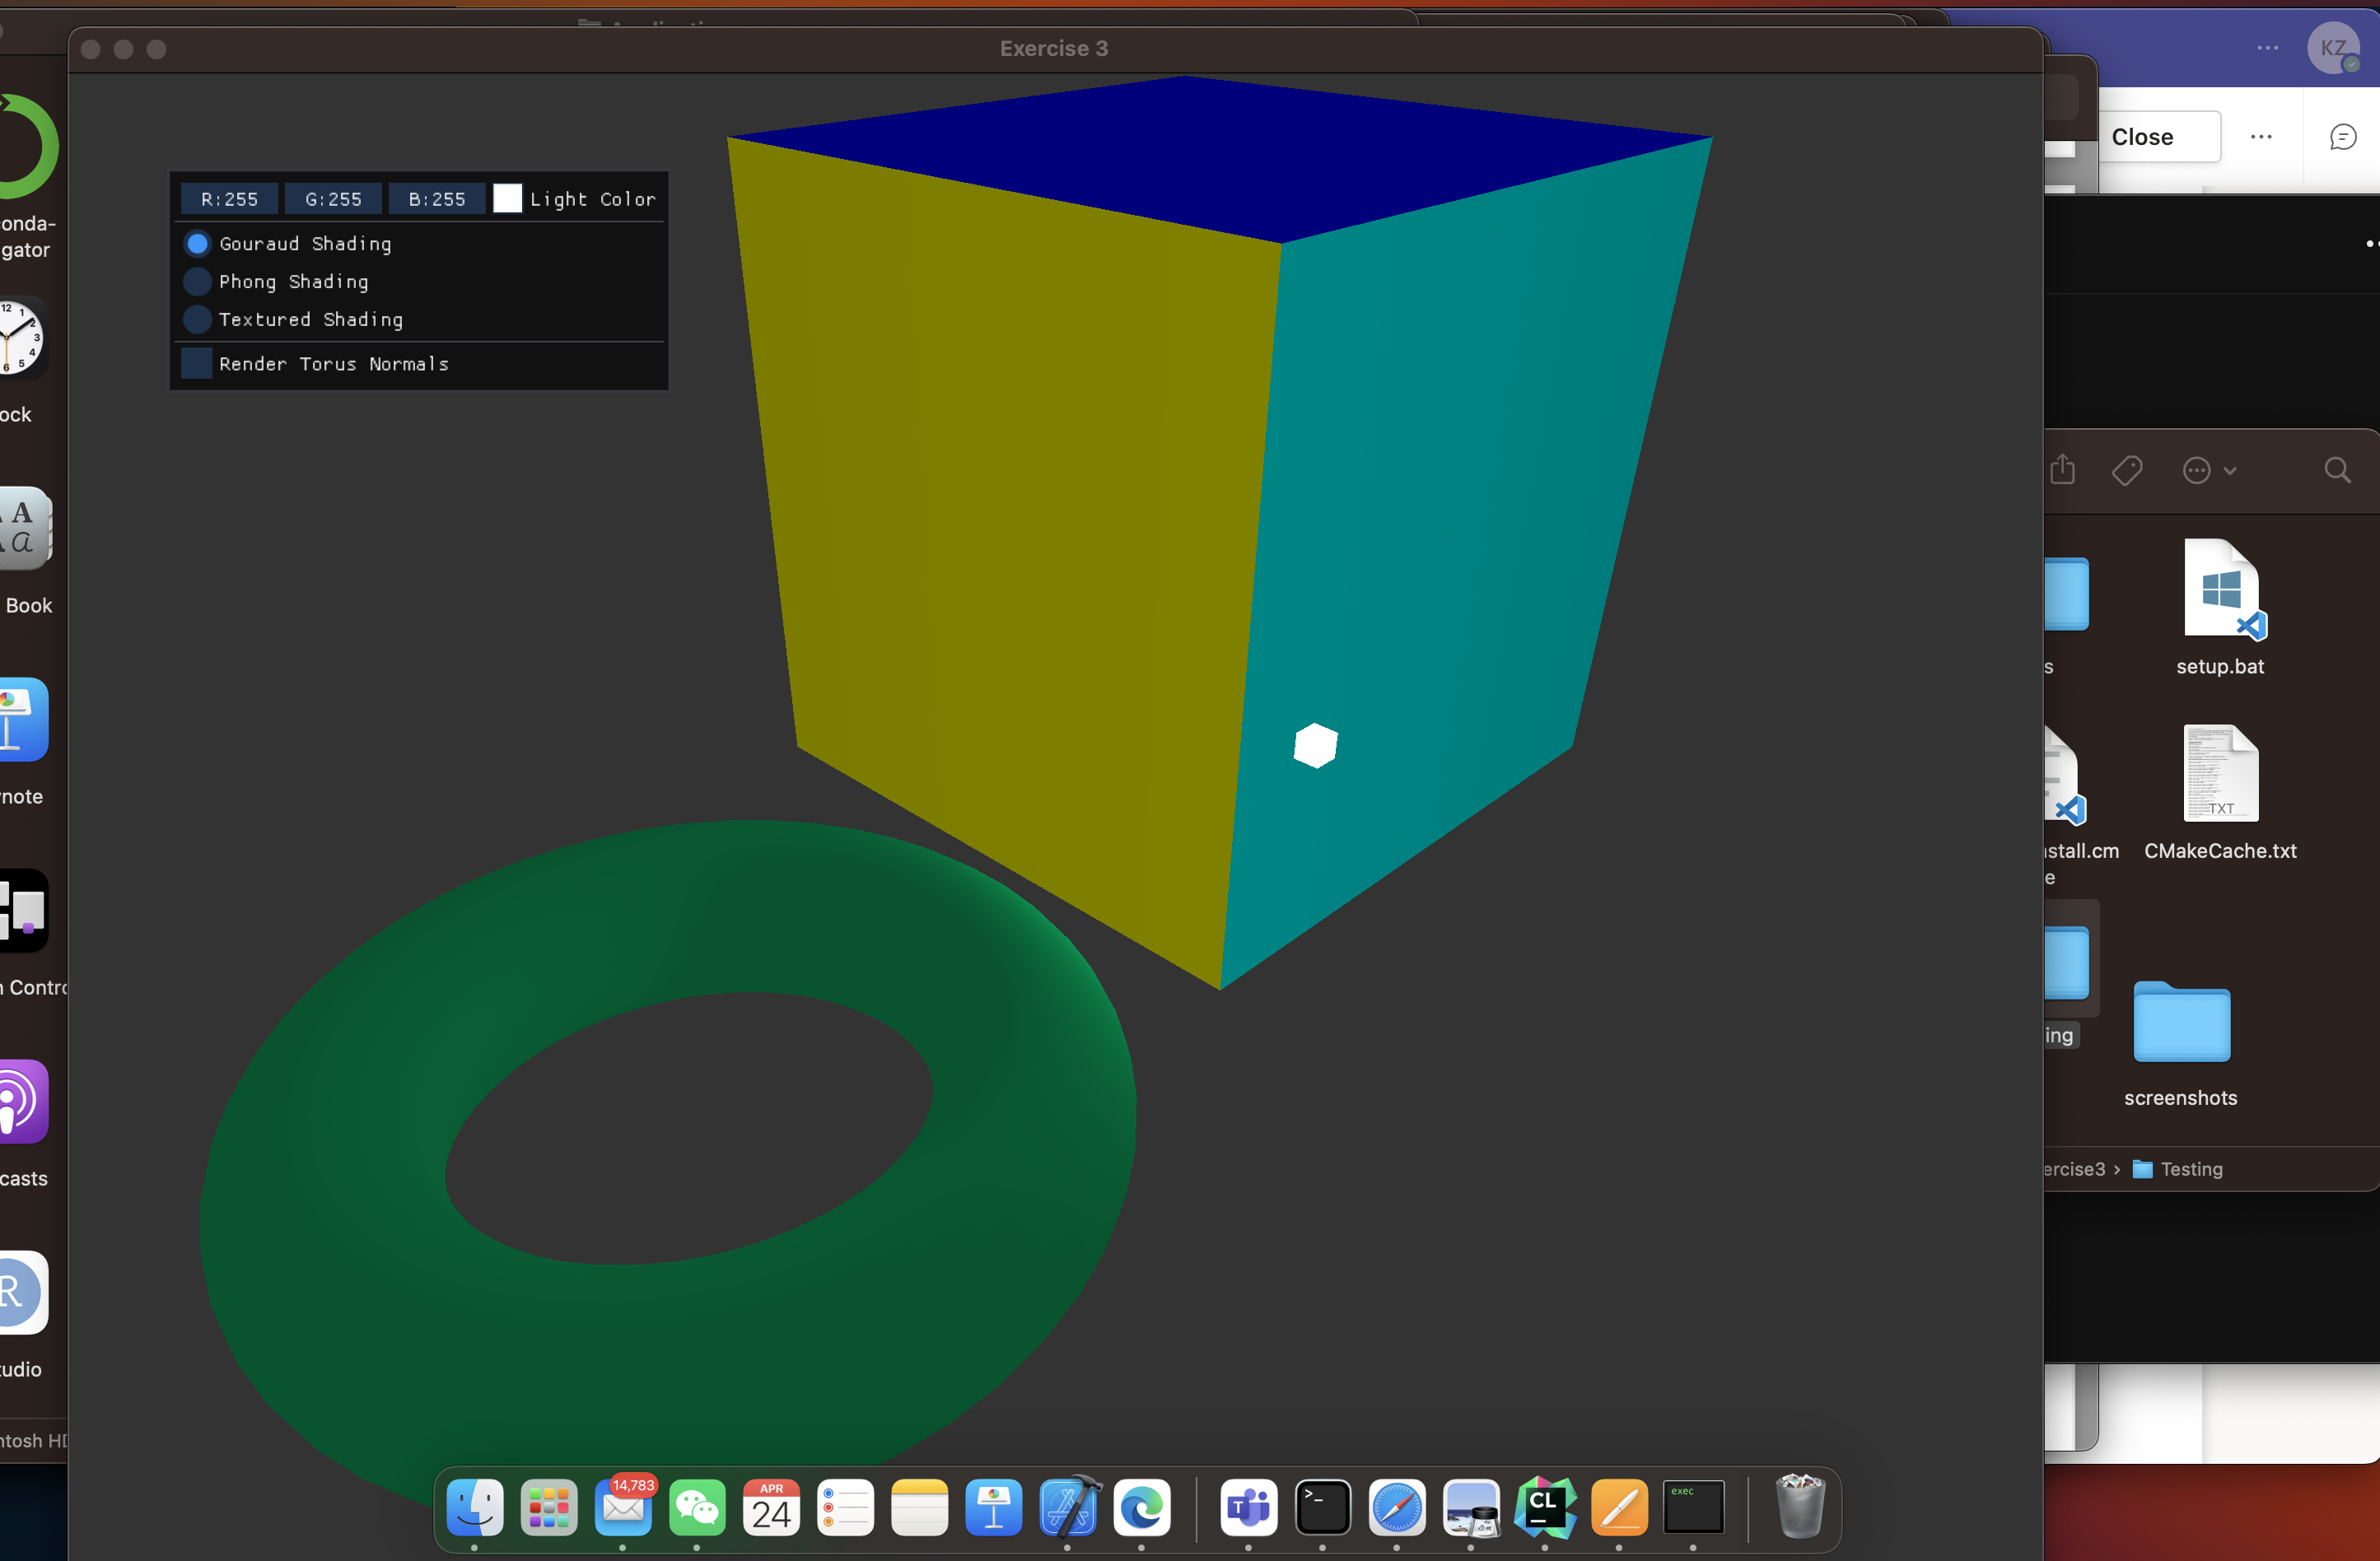 Exercise 3
KZ
Close
R:255 G:255 B:255 Light Color
Gouraud Shading
Phong Shading
Textured Shading
Render Torus Normals
onda-
gator
ock
Book
note
Contro
casts
udio
ntosh HD
setup.bat
s
stall.cm
e
CMakeCache.txt
TXT
ing
screenshots
ercise3 › Testing
14,783
APR
24
T
>_
CL
exec
R